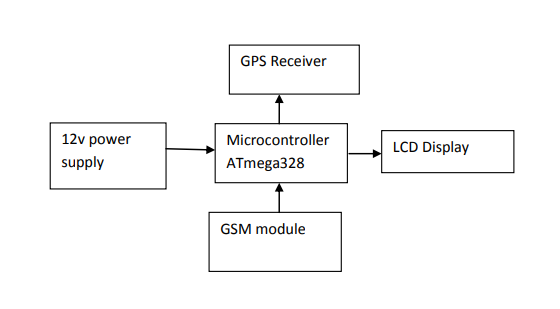 GPS Receiver
12v power
supply
Microcontroller
ATmega328
LCD Display
GSM module